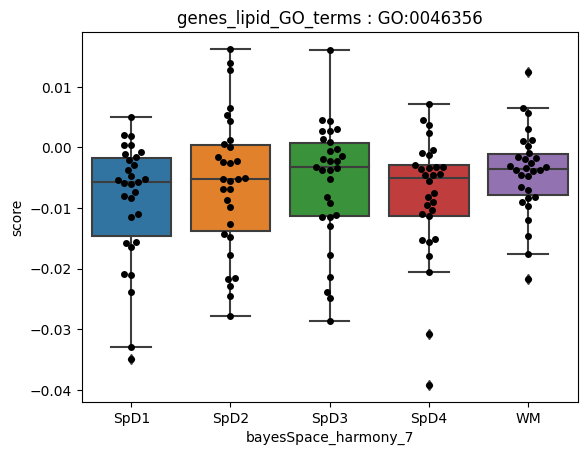 genes_lipid_GO_terms : GO:0046356
0.01
0.00
−0.01
−0.02
−0.03
−0.04
score
SpD1 SpD2 SpD3 SpD4 WM
bayesSpace_harmony_7